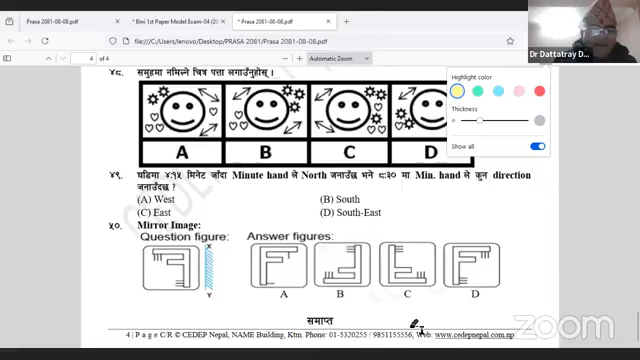 Prasa 2081-08-08.pdf
* Bini 1st Paper Model Exam-04 (20
* Prasa 2081-08-08.pdf
file:///C:/Users/lenovo/Desktop/PRASA 2081/Prasa 2081-08-08.pdf
4 of 4
Automatic Zoom
Dr Dattatray D...
Highlight color
Thickness
Show all
४८. समुहमा नमिल्ने चित्र पत्ता लगाउँनुहोस् ।
A B C D
४९. घडिमा ४:१५ मिनेट जाँदा Minute hand ले North जनाउँछ भने ८:३० मा Min. hand ले कुन direction
जनाउँदछ ?
(A) West (B) South
(C) East (D) South-East
५०. Mirror Image:
Question figure: Answer figures:
X
Y
A B C D
समाप्त
4 | P a g e C/R © CEDEP Nepal, NAME Building, Ktm. Phone: 01-5320255 / 9851155556, Web: www.cedepnepal.com.np
StreamYard